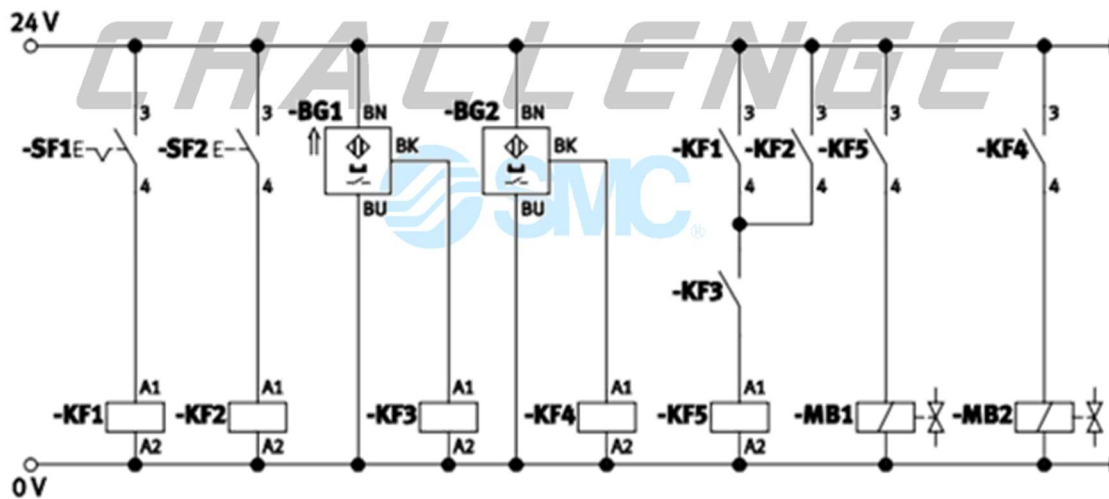 24 V
CHALLENGE
3 3 -BG1 BN -BG2 BN 3 3 3 3
-SF1 -SF2 BK BK -KF1 -KF2 -KF5 -KF4
4 4 BU BU 4 4 4 4
SMC®
-KF3
A1 A1 A1 A1 A1
-KF1 -KF2 -KF3 -KF4 -KF5 -MB1 -MB2
A2 A2 A2 A2 A2
0 V